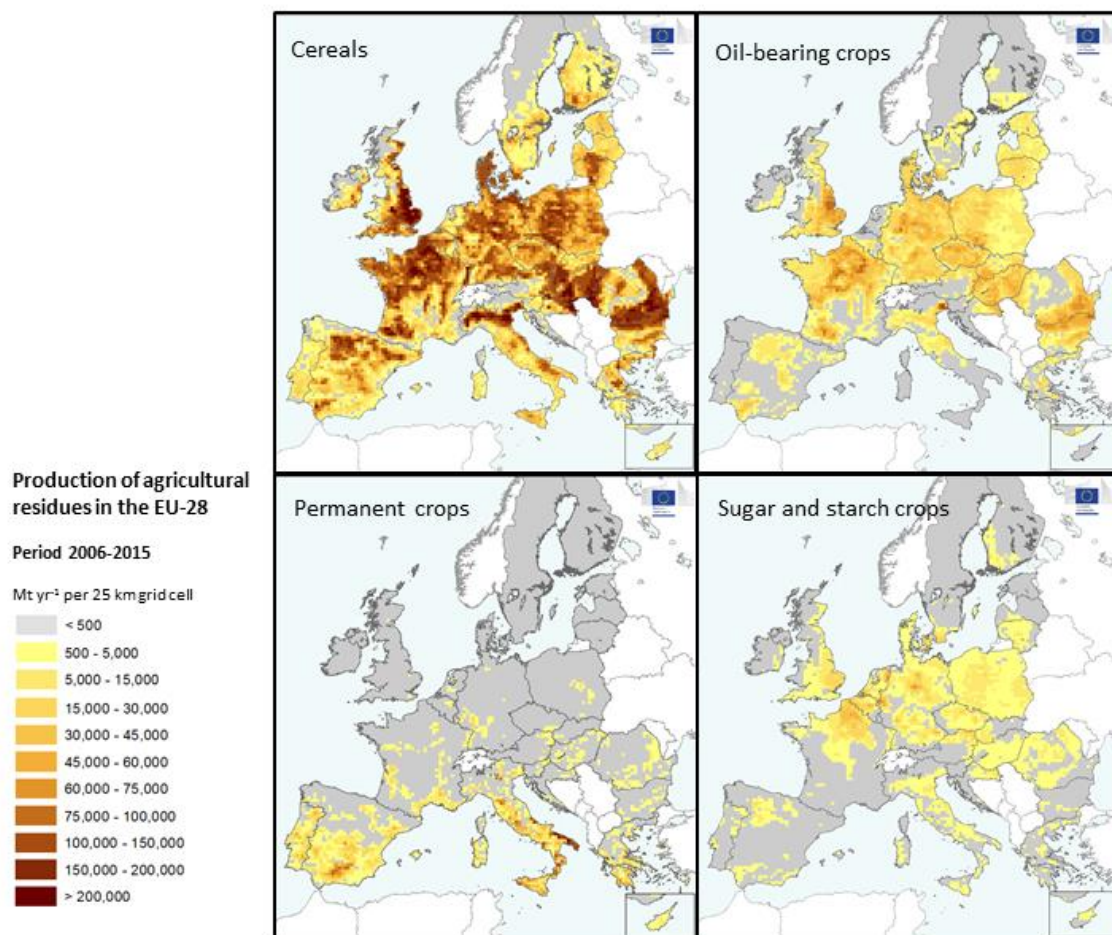 Cereals
Oil-bearing crops
Production of agricultural
residues in the EU-28
Period 2006-2015
Mt yr⁻¹ per 25 km grid cell
< 500
500 - 5,000
5,000 - 15,000
15,000 - 30,000
30,000 - 45,000
45,000 - 60,000
60,000 - 75,000
75,000 - 100,000
100,000 - 150,000
150,000 - 200,000
> 200,000
Permanent crops
Sugar and starch crops